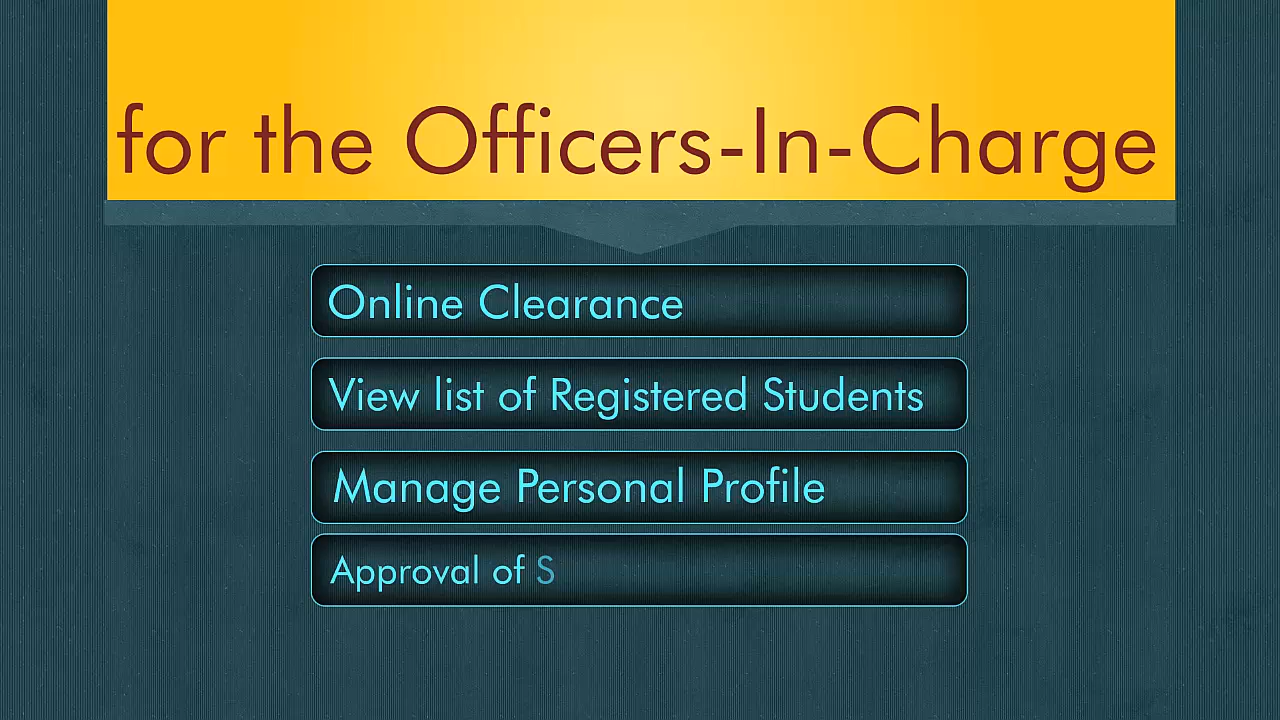 for the Officers-In-Charge
Online Clearance
View list of Registered Students
Manage Personal Profile
Approval of S